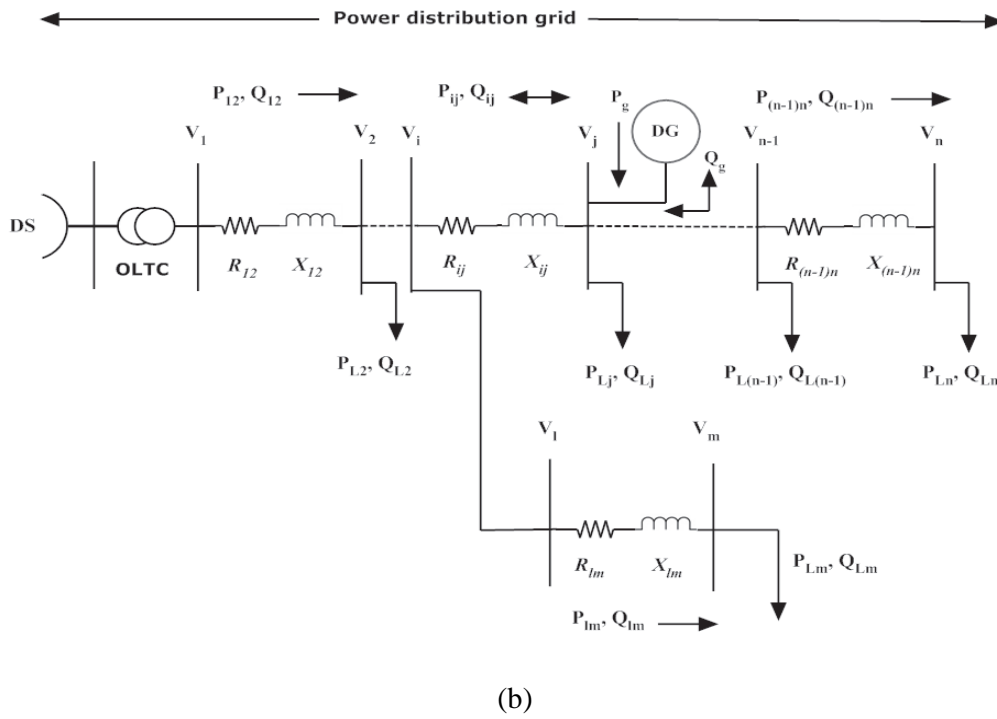 Power distribution grid
P12, Q12
Pij, Qij
Pg
DG
P(n-1)n, Q(n-1)n
V1
V2
Vi
Vj
Qg
Vn-1
Vn
DS
OLTC
R12
X12
Rij
Xij
R(n-1)n
X(n-1)n
PL2, QL2
PLj, QLj
PL(n-1), QL(n-1)
PLn, QLn
Vl
Vm
Rlm
Xlm
PLm, QLm
Plm, Qlm
(b)